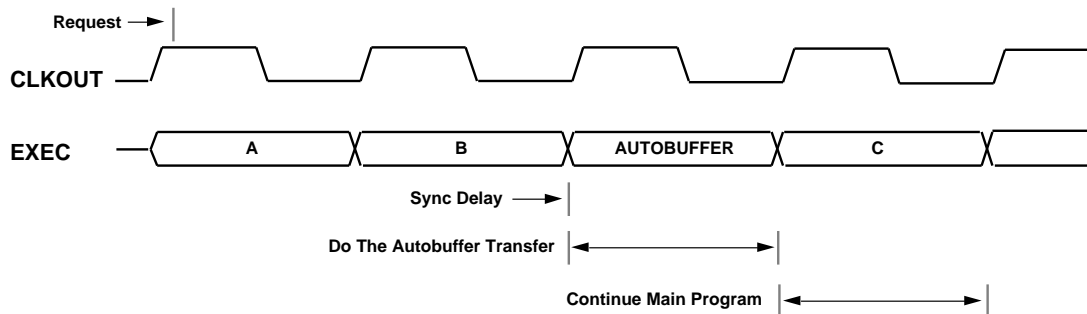 Request
CLKOUT
EXEC
A
B
AUTOBUFFER
C
Sync Delay
Do The Autobuffer Transfer
Continue Main Program